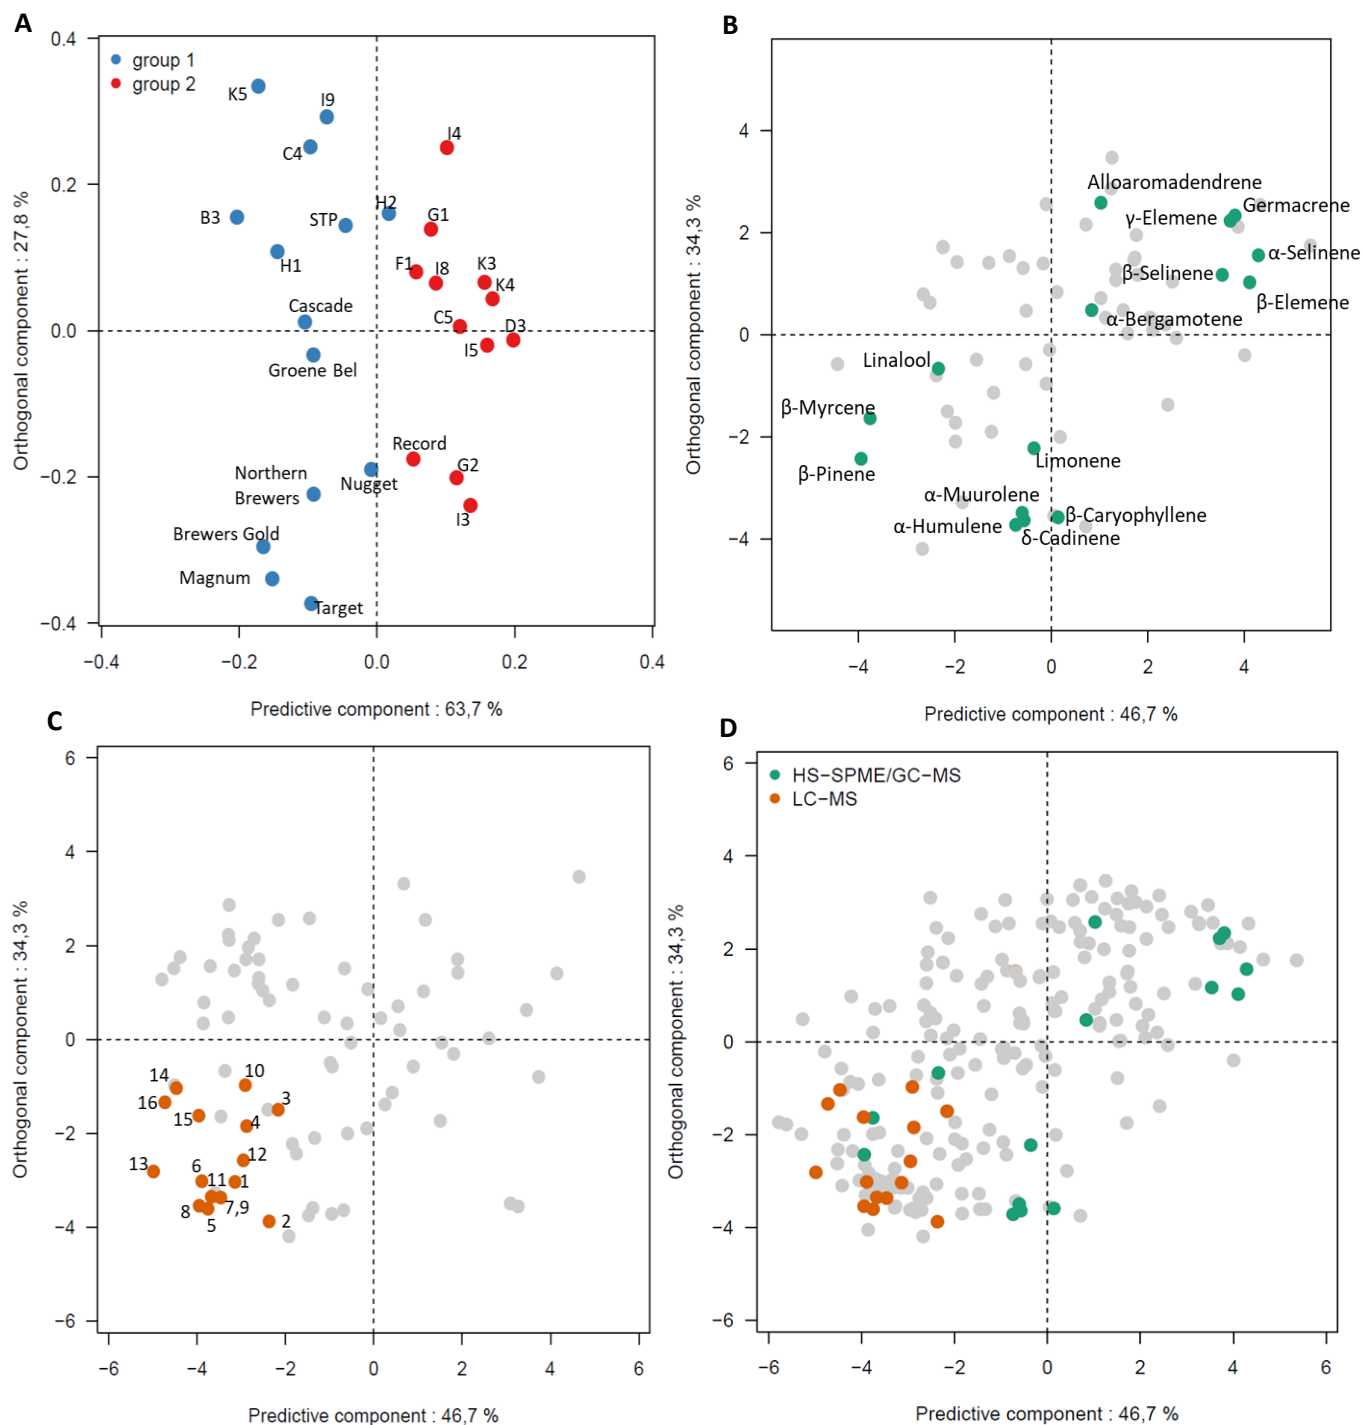 A
group 1
group 2
K5
I9
I4
C4
H2
B3
STP
G1
H1
F1
I8
K3
K4
Cascade
C5
D3
I5
Groene Bel
Record
Northern
Brewers
Nugget
G2
I3
Brewers Gold
Magnum
Target
0.4
0.2
0.0
−0.2
−0.4
−0.4
−0.2
0.0
0.2
0.4
Orthogonal component : 27,8 %
Predictive component : 63,7 %
B
Alloaromadendrene
Germacrene
γ-Elemene
α-Selinene
β-Selinene
β-Elemene
α-Bergamotene
Linalool
β-Myrcene
Limonene
β-Pinene
α-Muurolene
β-Caryophyllene
α-Humulene
δ-Cadinene
4
2
0
−2
−4
−4
−2
0
2
4
Orthogonal component : 34,3 %
Predictive component : 46,7 %
C
14
10
16
3
15
4
13
12
6
11
1
8
7,9
5
2
6
4
2
0
−2
−4
−6
−6
−4
−2
0
2
4
6
Orthogonal component : 34,3 %
Predictive component : 46,7 %
D
HS−SPME/GC−MS
LC−MS
6
4
2
0
−2
−4
−6
−6
−4
−2
0
2
4
6
Orthogonal component : 34,3 %
Predictive component : 46,7 %